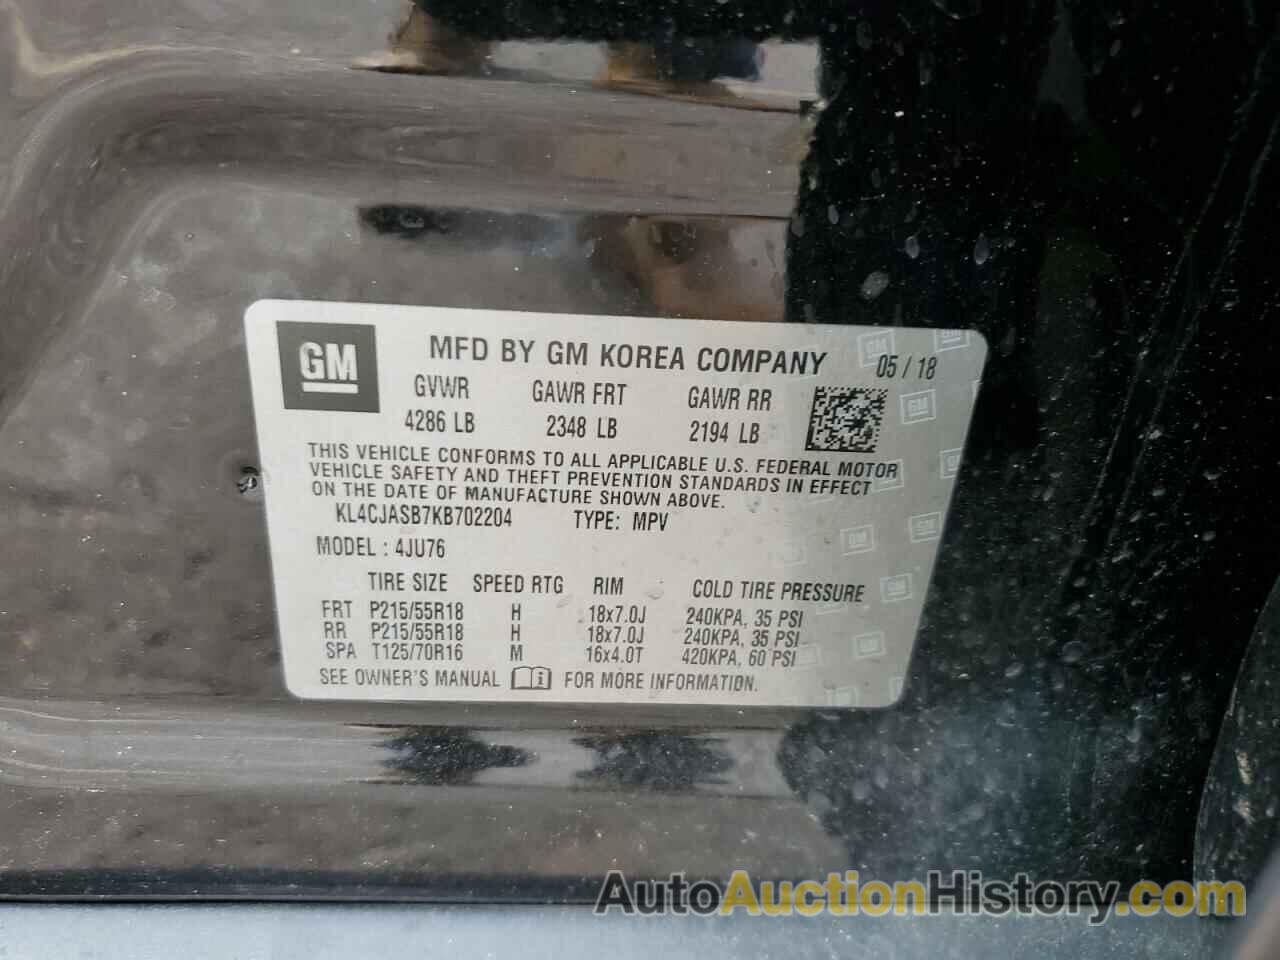 GM
MFD BY GM KOREA COMPANY 05 / 18
GVWR GAWR FRT GAWR RR
4286 LB 2348 LB 2194 LB
THIS VEHICLE CONFORMS TO ALL APPLICABLE U.S. FEDERAL MOTOR
VEHICLE SAFETY AND THEFT PREVENTION STANDARDS IN EFFECT
ON THE DATE OF MANUFACTURE SHOWN ABOVE.
KL4CJASB7KB702204 TYPE: MPV
MODEL : 4JU76
TIRE SIZE SPEED RTG RIM COLD TIRE PRESSURE
FRT P215/55R18 H 18x7.0J 240KPA, 35 PSI
RR P215/55R18 H 18x7.0J 240KPA, 35 PSI
SPA T125/70R16 M 16x4.0T 420KPA, 60 PSI
SEE OWNER'S MANUAL FOR MORE INFORMATION.
AutoAuctionHistory.com